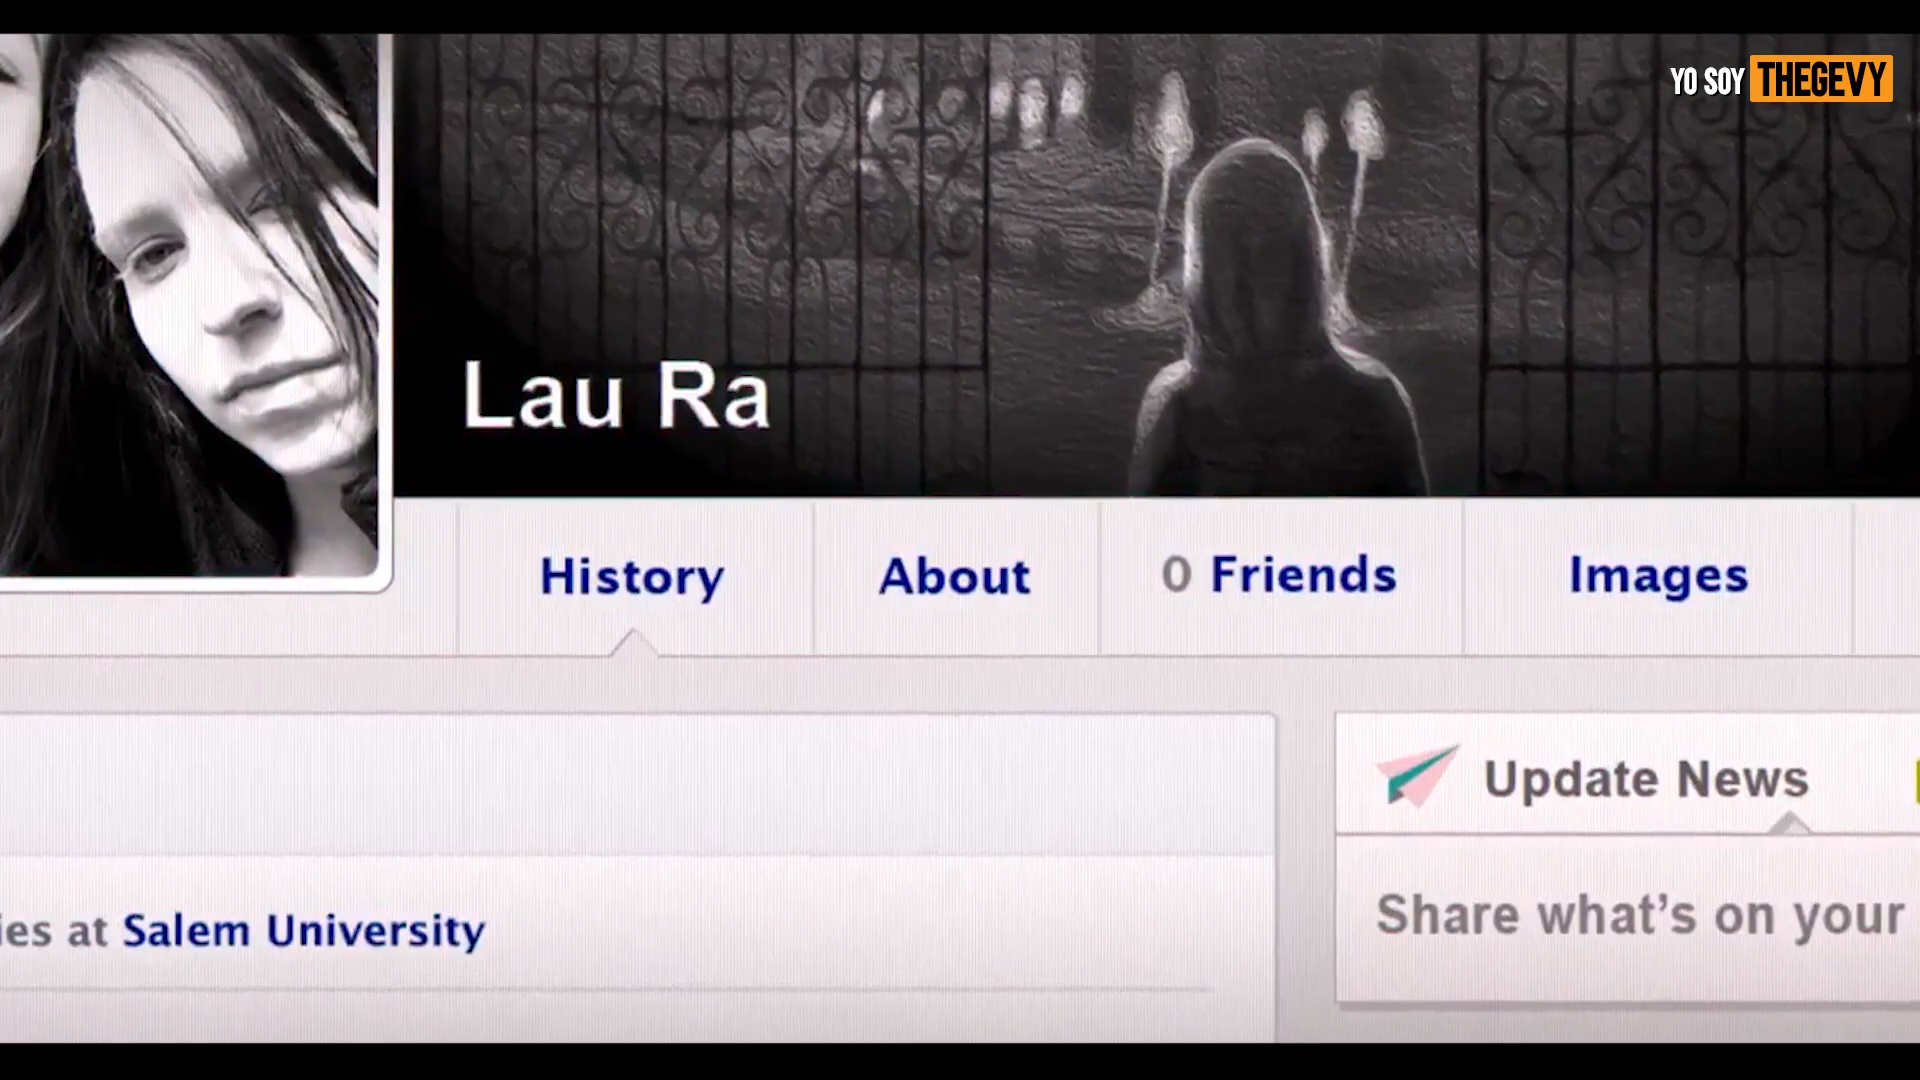 YO SOY THEGEVY
Lau Ra
History
About
0 Friends
Images
Update News
Share what's on your
ies at Salem University